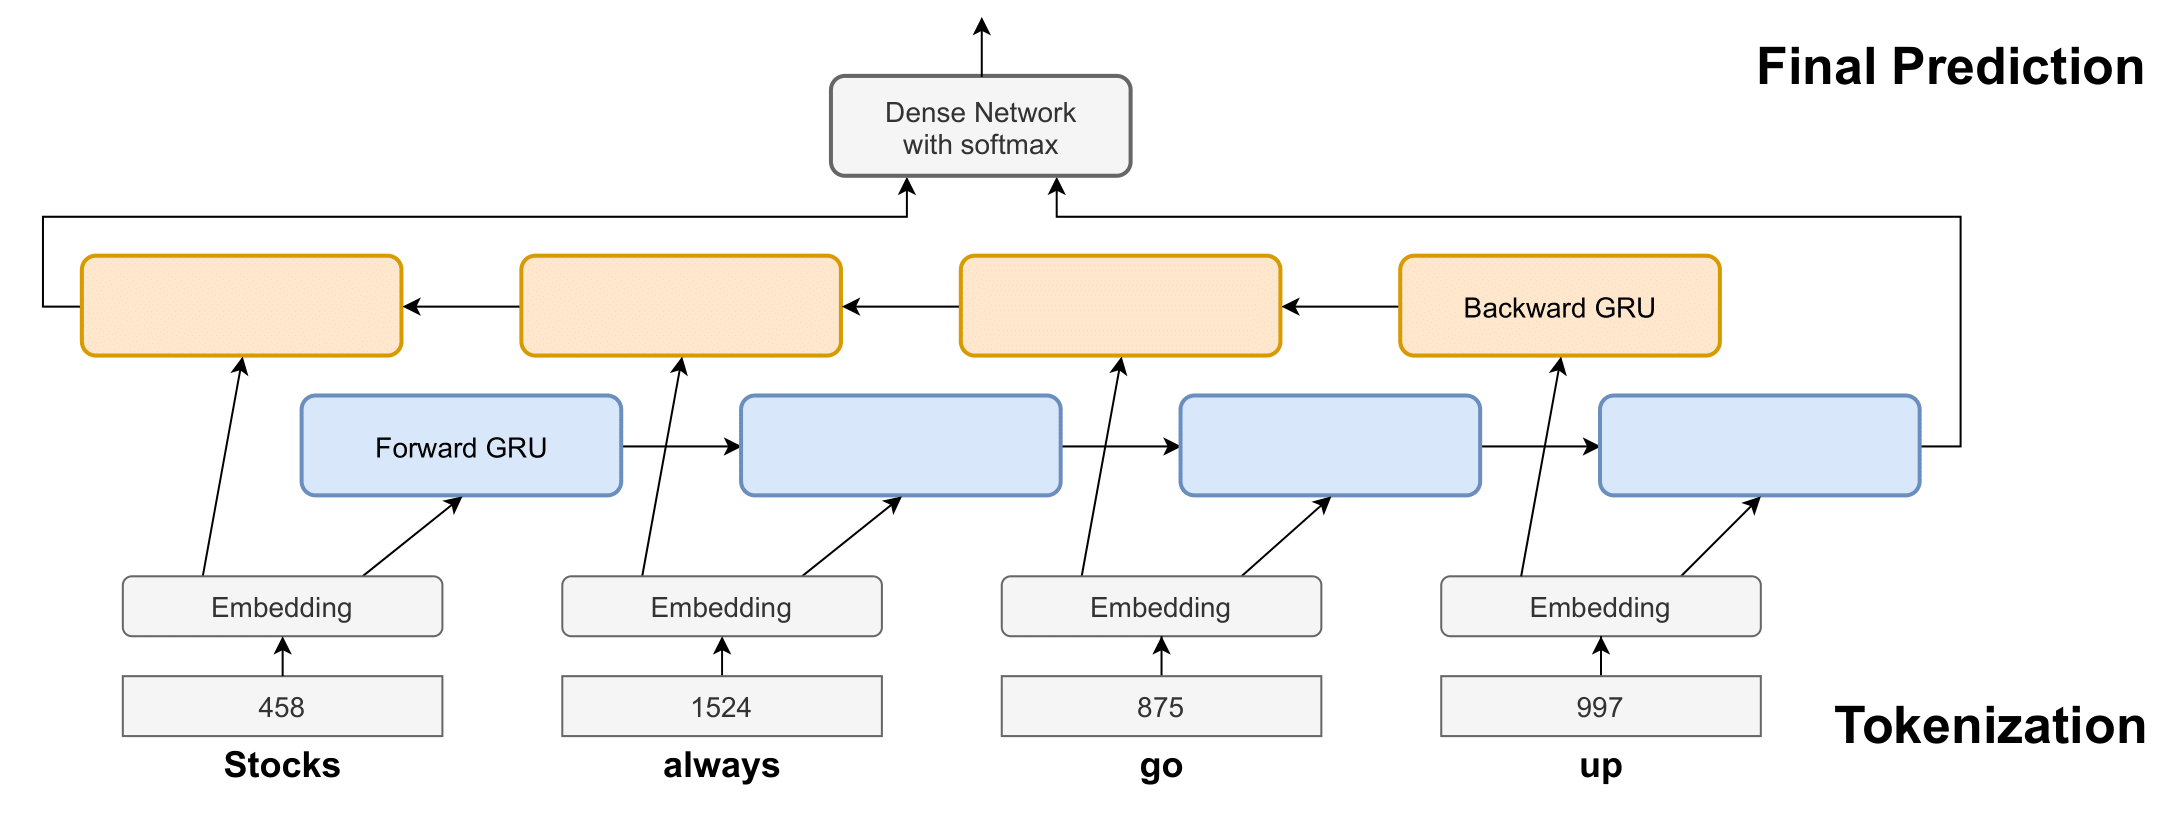 Final Prediction
Dense Network
with softmax
Backward GRU
Forward GRU
Embedding
Embedding
Embedding
Embedding
458
1524
875
997
Tokenization
Stocks
always
go
up